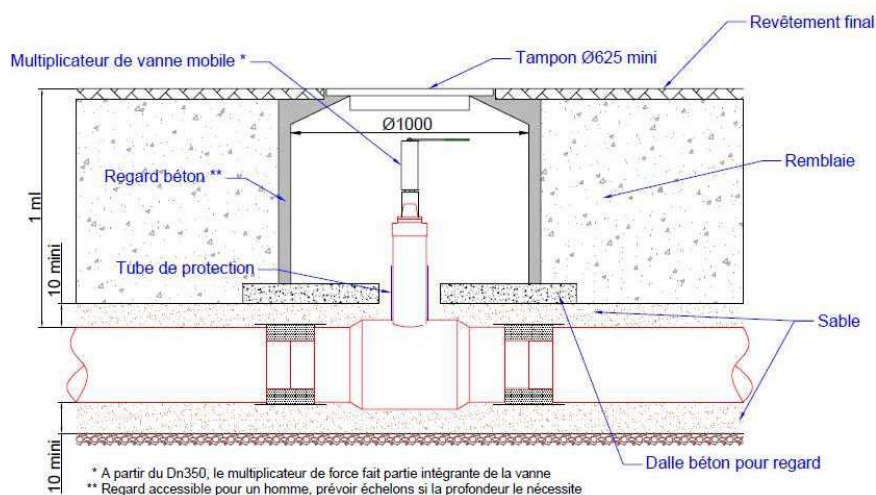 Revêtement final
Multiplicateur de vanne mobile *
Tampon Ø625 mini
Ø1000
Regard béton **
Remblaie
1 ml
Tube de protection
10 mini
Sable
Dalle béton pour regard
10 mini
* A partir du Dn350, le multiplicateur de force fait partie intégrante de la vanne
** Regard accessible pour un homme, prévoir échelons si la profondeur le nécessite